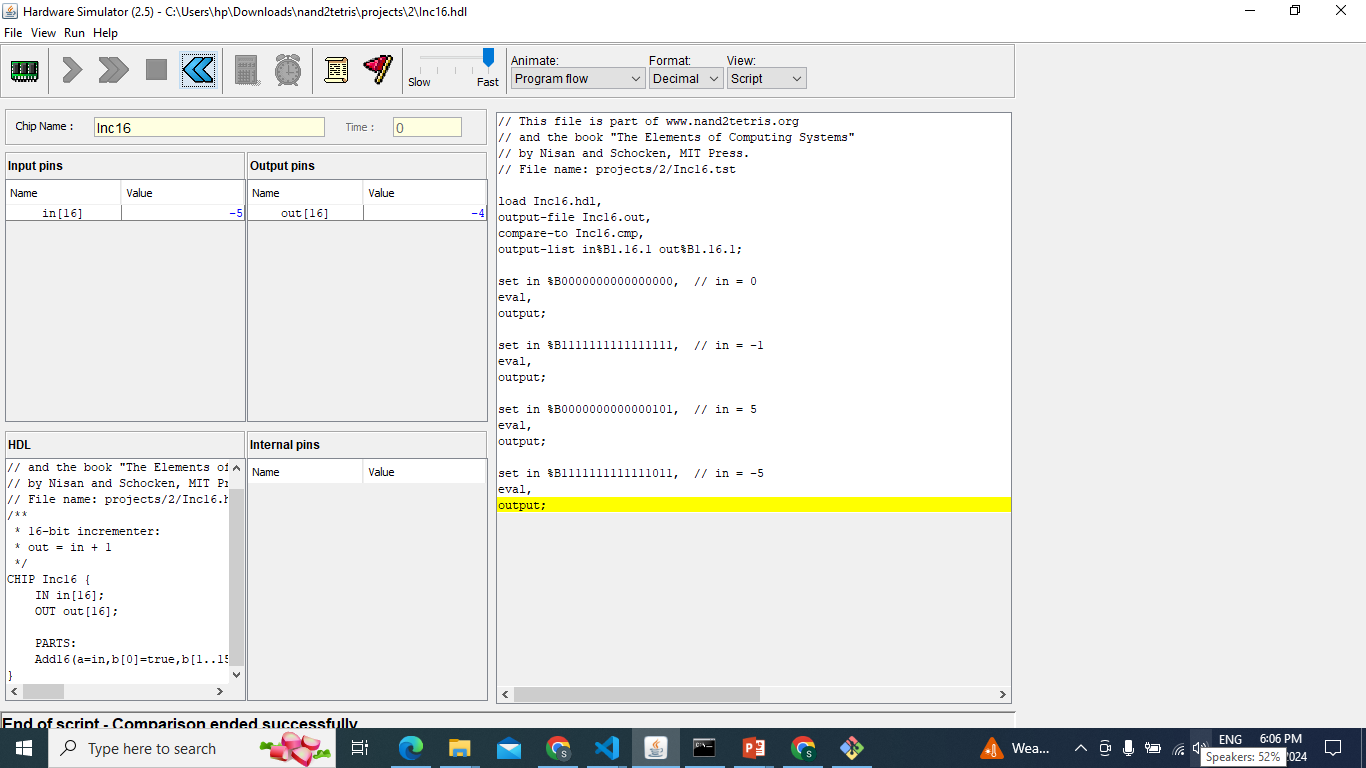 Hardware Simulator (2.5) - C:\Users\hp\Downloads\nand2tetris\projects\2\Inc16.hdl
File View Run Help
Slow Fast
Animate: Format: View:
Program flow Decimal Script
Chip Name : Inc16 Time : 0
Input pins Output pins
Name Value Name Value
in[16] -5 out[16] -4
HDL Internal pins
Name Value
// and the book "The Elements of
// by Nisan and Schocken, MIT Pr
// File name: projects/2/Inc16.h
/**
* 16-bit incrementer:
* out = in + 1
*/
CHIP Inc16 {
IN in[16];
OUT out[16];
PARTS:
Add16(a=in,b[0]=true,b[1..15
}
// This file is part of www.nand2tetris.org
// and the book "The Elements of Computing Systems"
// by Nisan and Schocken, MIT Press.
// File name: projects/2/Inc16.tst
load Inc16.hdl,
output-file Inc16.out,
compare-to Inc16.cmp,
output-list in%B1.16.1 out%B1.16.1;
set in %B0000000000000000, // in = 0
eval,
output;
set in %B1111111111111111, // in = -1
eval,
output;
set in %B0000000000000101, // in = 5
eval,
output;
set in %B1111111111111011, // in = -5
eval,
output;
End of script - Comparison ended successfully
Type here to search
Wea...
ENG
6:06 PM
Speakers: 52%
2024